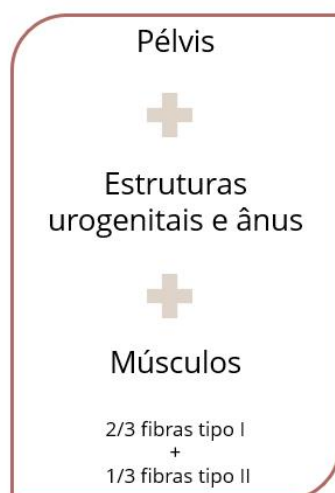 Pélvis
Estruturas
urogenitais e ânus
Músculos
2/3 fibras tipo I
+
1/3 fibras tipo II